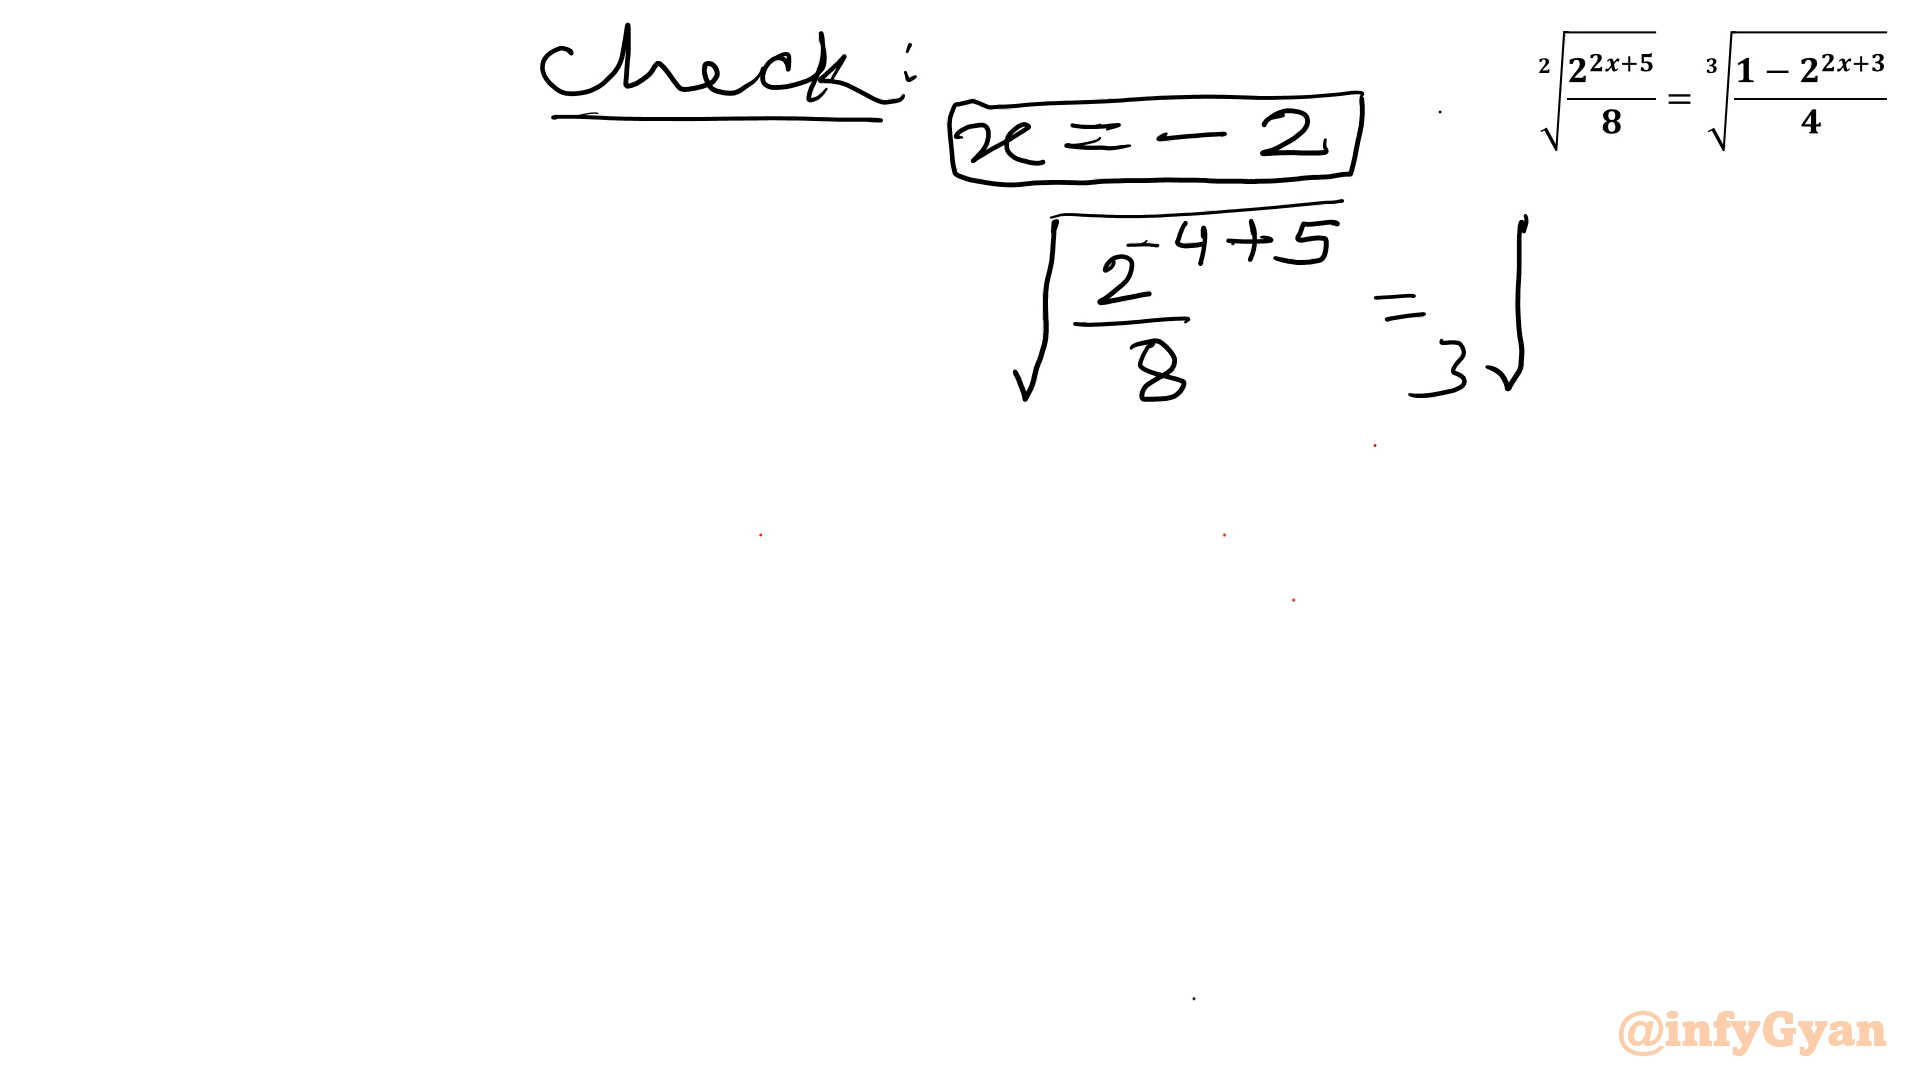 Check:
²√(2^(2x+5)/8) = ³√((1 − 2^(2x+3))/4)
x = − 2
√(2^(−4+5)/8) = 3√
@infyGyan